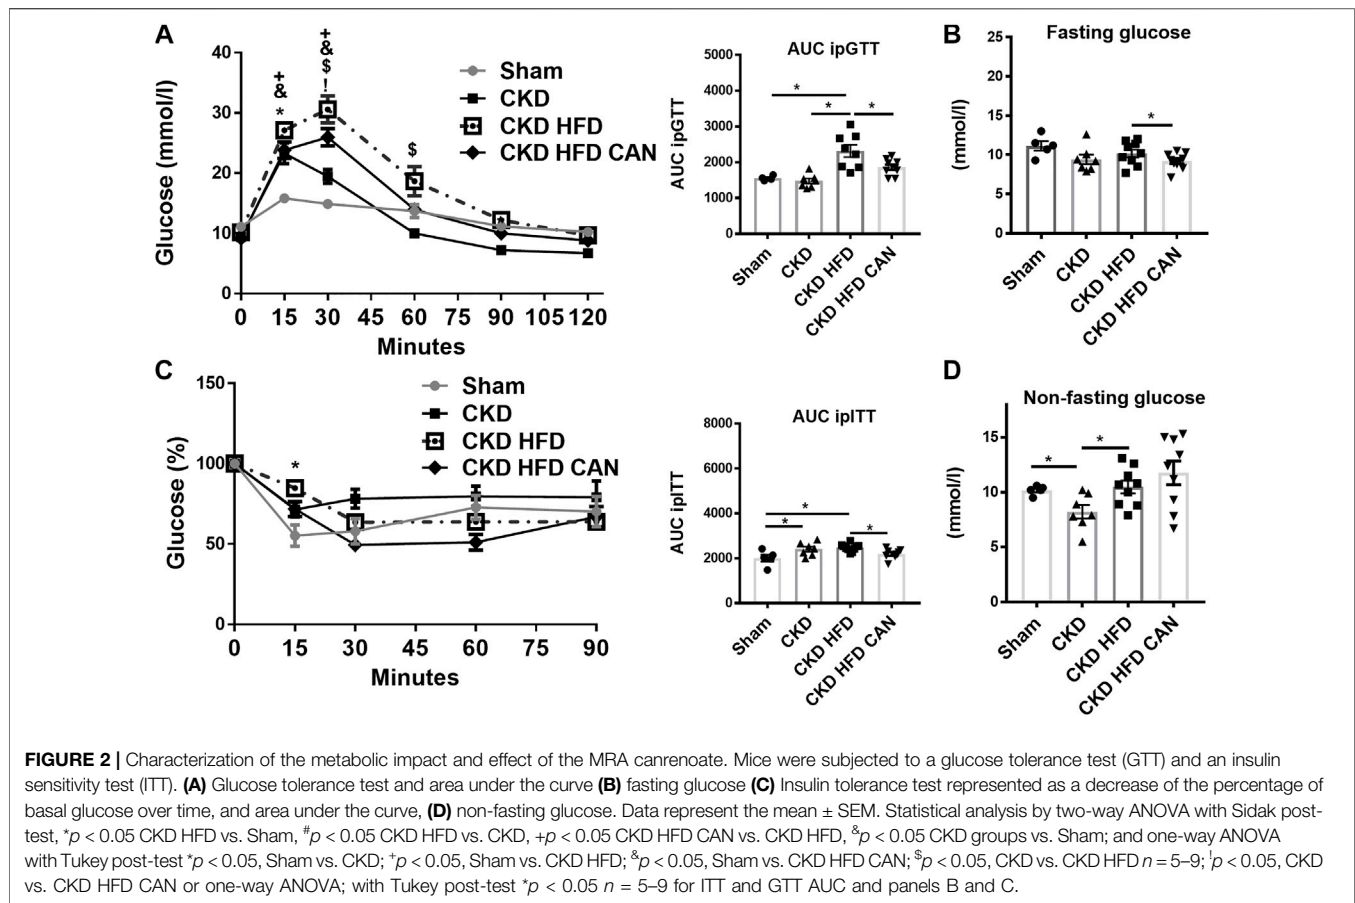 A
40
30
20
10
0
Glucose (mmol/l)
+
&
*
+
&
$
!
$
Sham
CKD
CKD HFD
CKD HFD CAN
0 15 30 45 60 75 90 105 120
Minutes
AUC ipGTT
5000
4000
3000
2000
1000
0
AUC ipGTT
*
* *
Sham
CKD
CKD HFD
CKD HFD CAN
B
Fasting glucose
25
20
15
10
5
0
(mmol/l)
*
Sham
CKD
CKD HFD
CKD HFD CAN
C
150
100
50
0
Glucose (%)
*
Sham
CKD
CKD HFD
CKD HFD CAN
0 15 30 45 60 75 90
Minutes
AUC ipITT
8000
6000
4000
2000
0
AUC ipITT
*
* *
Sham
CKD
CKD HFD
CKD HFD CAN
D
Non-fasting glucose
15
10
5
0
(mmol/l)
* *
Sham
CKD
CKD HFD
CKD HFD CAN
FIGURE 2 | Characterization of the metabolic impact and effect of the MRA canrenoate. Mice were subjected to a glucose tolerance test (GTT) and an insulin
sensitivity test (ITT). (A) Glucose tolerance test and area under the curve (B) fasting glucose (C) Insulin tolerance test represented as a decrease of the percentage of
basal glucose over time, and area under the curve, (D) non-fasting glucose. Data represent the mean ± SEM. Statistical analysis by two-way ANOVA with Sidak post-
test, *p < 0.05 CKD HFD vs. Sham, #p < 0.05 CKD HFD vs. CKD, +p < 0.05 CKD HFD CAN vs. CKD HFD, &p < 0.05 CKD groups vs. Sham; and one-way ANOVA
with Tukey post-test *p < 0.05, Sham vs. CKD; +p < 0.05, Sham vs. CKD HFD; &p < 0.05, Sham vs. CKD HFD CAN; $p < 0.05, CKD vs. CKD HFD n = 5–9; !p < 0.05, CKD
vs. CKD HFD CAN or one-way ANOVA; with Tukey post-test *p < 0.05 n = 5–9 for ITT and GTT AUC and panels B and C.